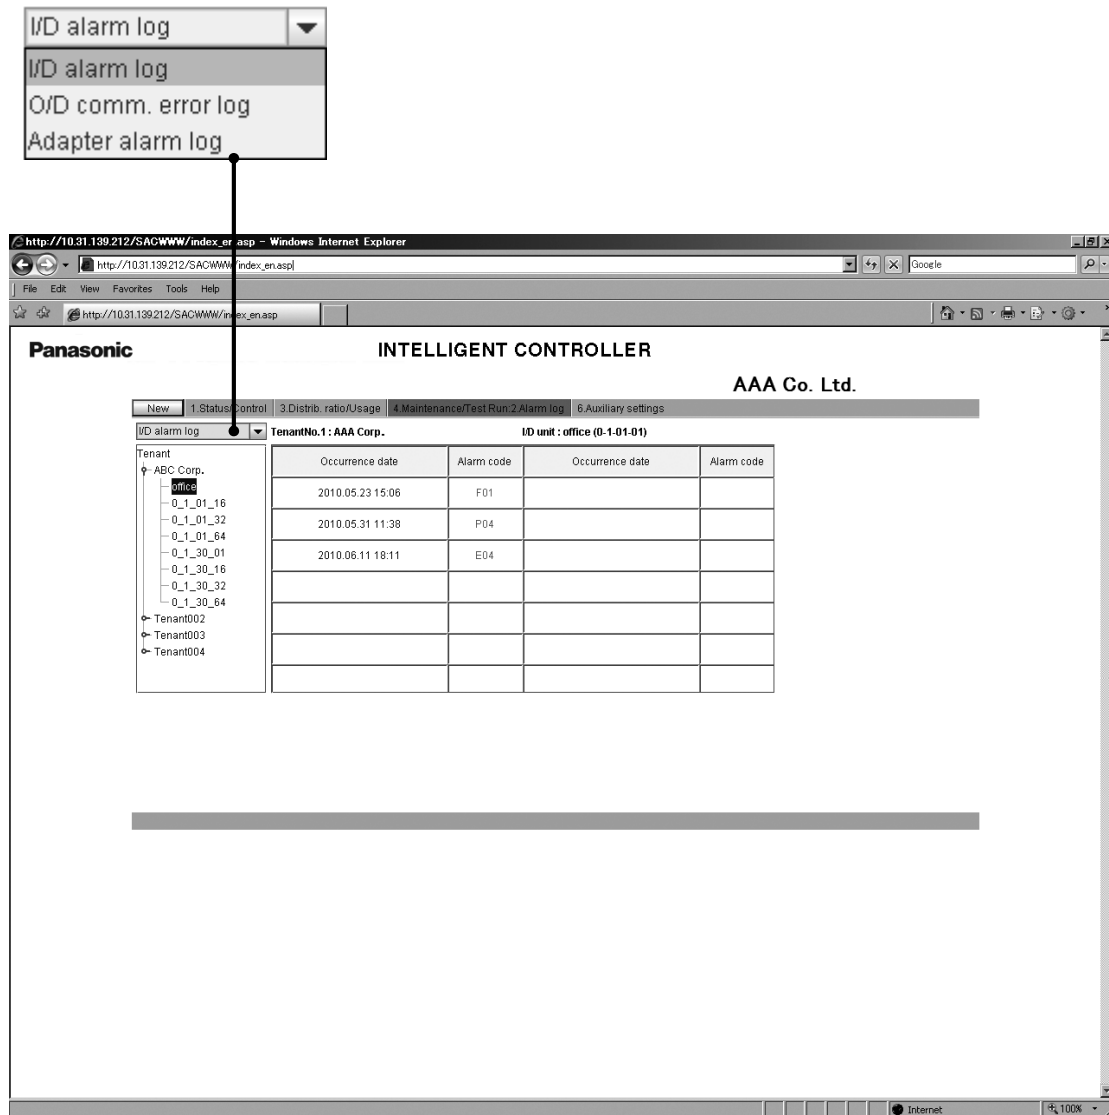 I/D alarm log
I/D alarm log
O/D comm. error log
Adapter alarm log
http://10.31.139.212/SACWWW/index_en.asp - Windows Internet Explorer
http://10.31.139.212/SACWWW/index_en.asp
Google
File Edit View Favorites Tools Help
http://10.31.139.212/SACWWW/index_en.asp
Panasonic INTELLIGENT CONTROLLER
AAA Co. Ltd.
New 1.Status/Control 3.Distrib. ratio/Usage 4.Maintenance/Test Run:2.Alarm log 6.Auxiliary settings
I/D alarm log TenantNo.1 : AAA Corp. I/D unit : office (0-1-01-01)
Tenant
ABC Corp.
office
0_1_01_16
0_1_01_32
0_1_01_64
0_1_30_01
0_1_30_16
0_1_30_32
0_1_30_64
Tenant002
Tenant003
Tenant004
Occurrence date Alarm code Occurrence date Alarm code
2010.05.23 15:06 F01
2010.05.31 11:38 P04
2010.06.11 18:11 E04
Internet 100%